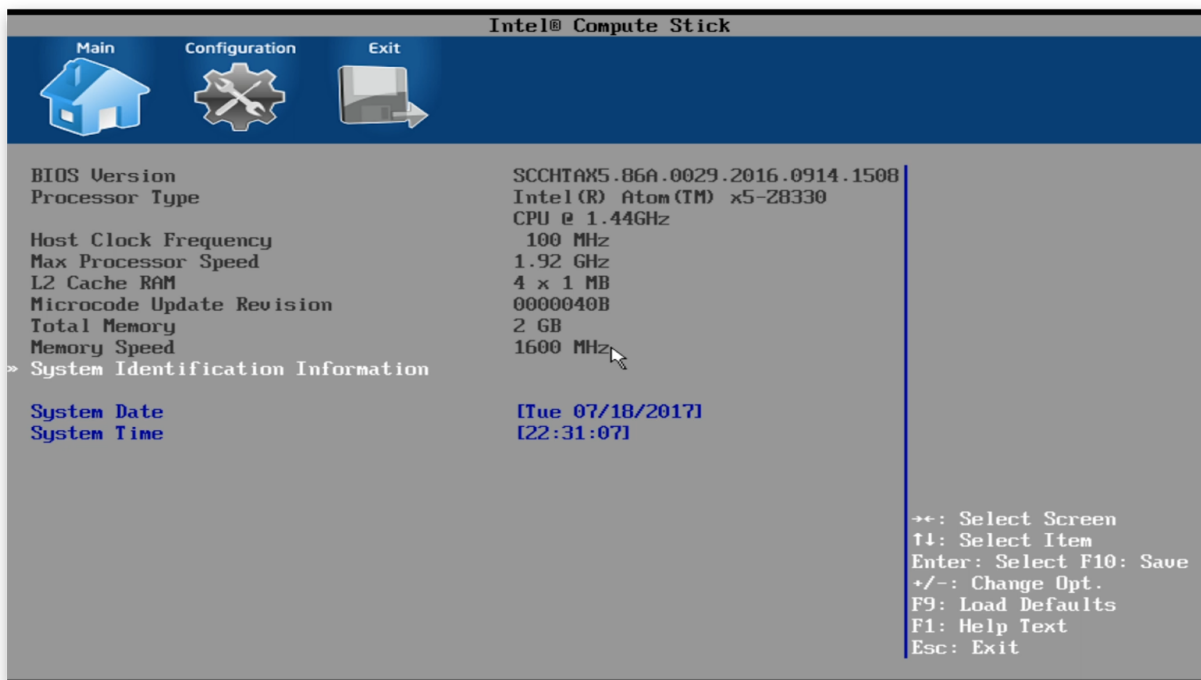 Intel® Compute Stick
Main Configuration Exit
BIOS Version SCCHTAX5.86A.0029.2016.0914.1508
Processor Type Intel(R) Atom(TM) x5-Z8330
CPU @ 1.44GHz
Host Clock Frequency 100 MHz
Max Processor Speed 1.92 GHz
L2 Cache RAM 4 x 1 MB
Microcode Update Revision 0000040B
Total Memory 2 GB
Memory Speed 1600 MHz
» System Identification Information
System Date [Tue 07/18/2017]
System Time [22:31:07]
→←: Select Screen
↑↓: Select Item
Enter: Select F10: Save
+/-: Change Opt.
F9: Load Defaults
F1: Help Text
Esc: Exit